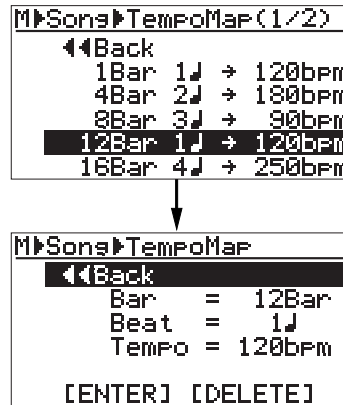 M▸Song▸TempoMap(1/2)
◂◂Back
1Bar 1♩ → 120bpm
4Bar 2♩ → 180bpm
8Bar 3♩ → 90bpm
12Bar 1♩ → 120bpm
16Bar 4♩ → 250bpm
M▸Song▸TempoMap
◂◂Back
Bar = 12Bar
Beat = 1♩
Tempo = 120bpm
[ENTER] [DELETE]